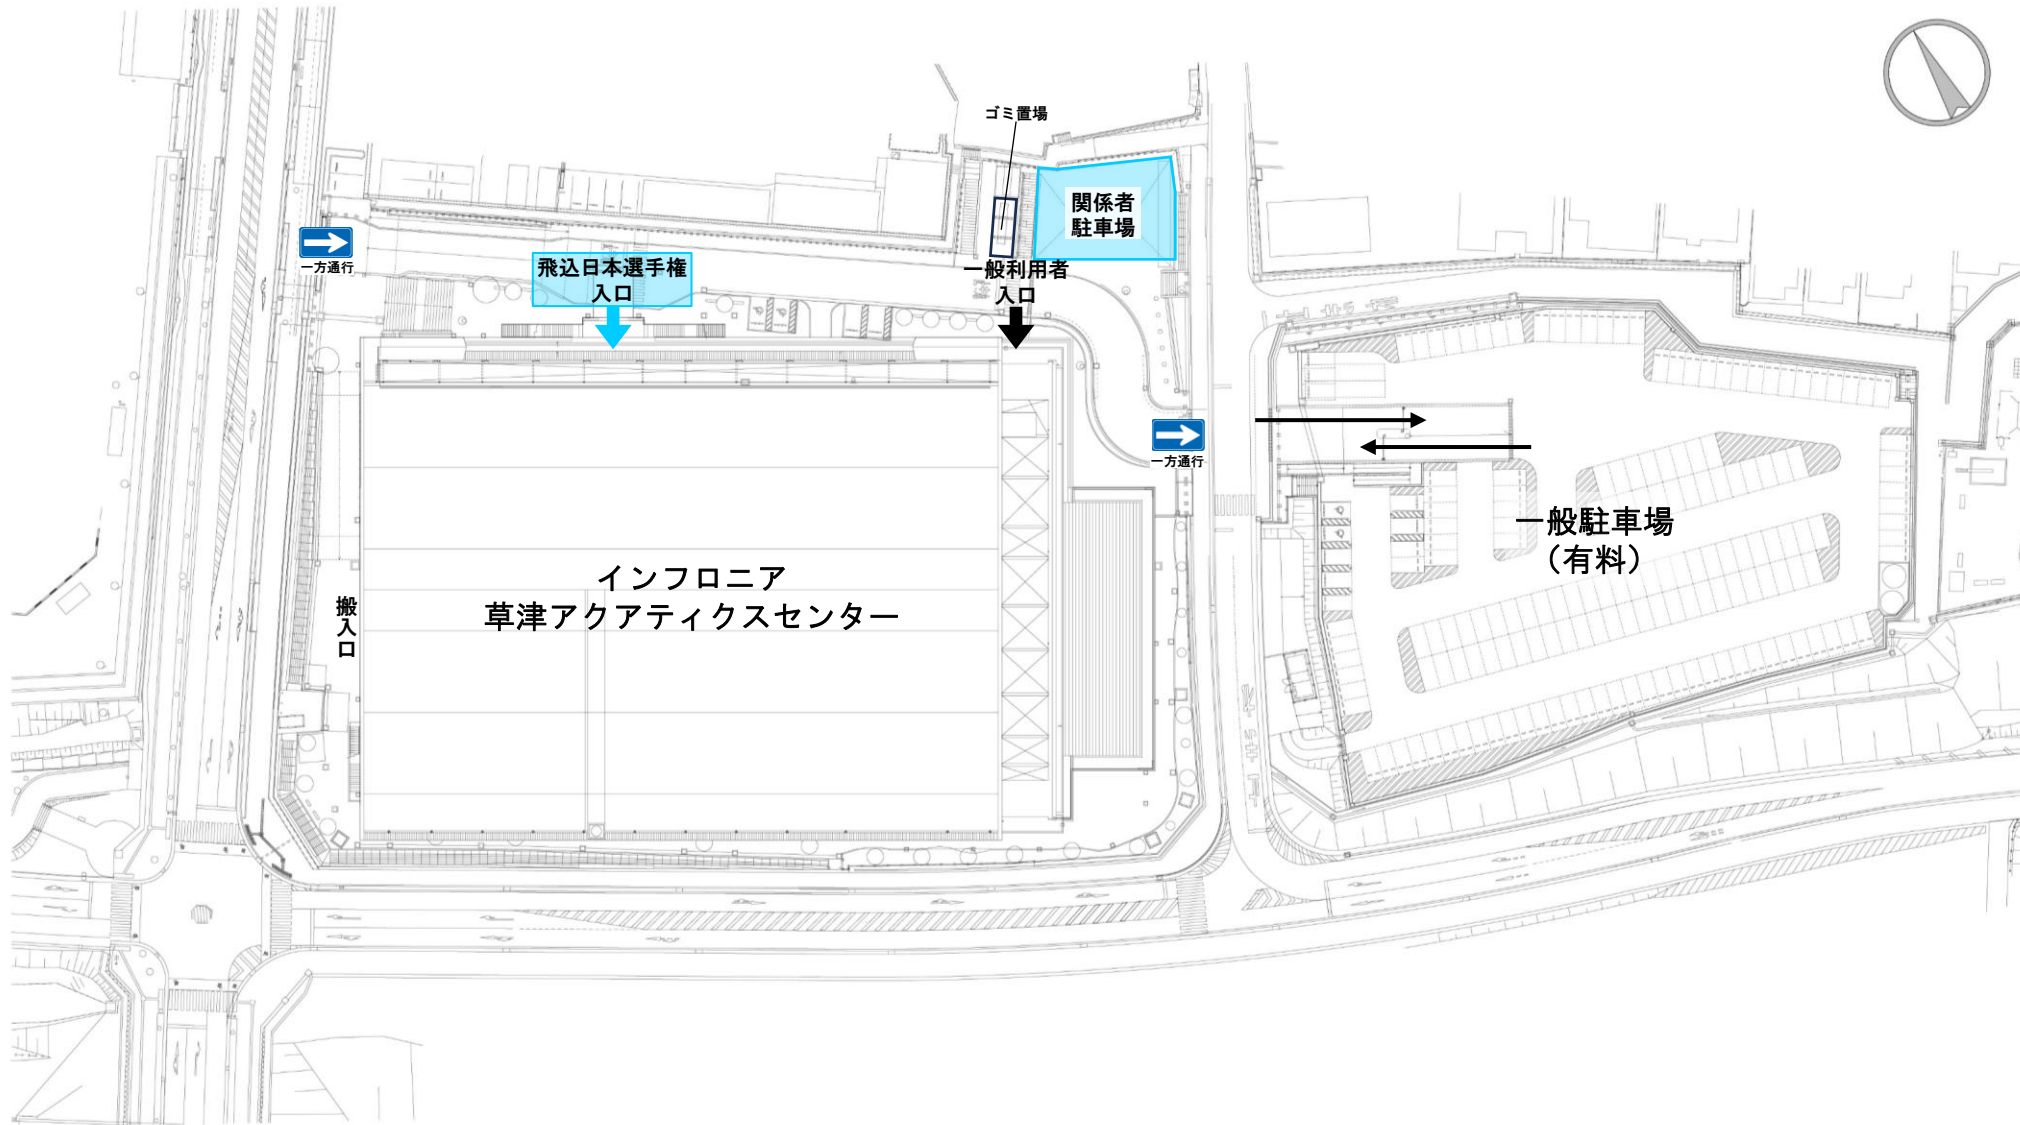 ゴミ置場
関係者
駐車場
一方通行
飛込日本選手権
入口
一般利用者
入口
一方通行
一般駐車場
（有料）
インフロニア
草津アクアティクスセンター
搬入口